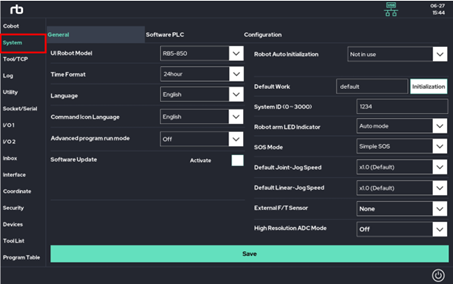 rb
06-27
15:44
Cobot
System
Tool/TCP
Log
Utility
Socket/Serial
I/O 1
I/O 2
Inbox
Interface
Coordinate
Security
Devices
Tool List
Program Table
General
Software PLC
Configuration
UI Robot Model
RB5-850
Time Format
24hour
Language
English
Command Icon Language
English
Advanced program run mode
Off
Software Update
Activate
Robot Auto Initialization
Not in use
Default Work
default
Initialization
System ID (0 ~ 3000)
1234
Robot arm LED Indicator
Auto mode
SOS Mode
Simple SOS
Default Joint-Jog Speed
x1.0 (Default)
Default Linear-Jog Speed
x1.0 (Default)
External F/T Sensor
None
High Resolution ADC Mode
Off
Save